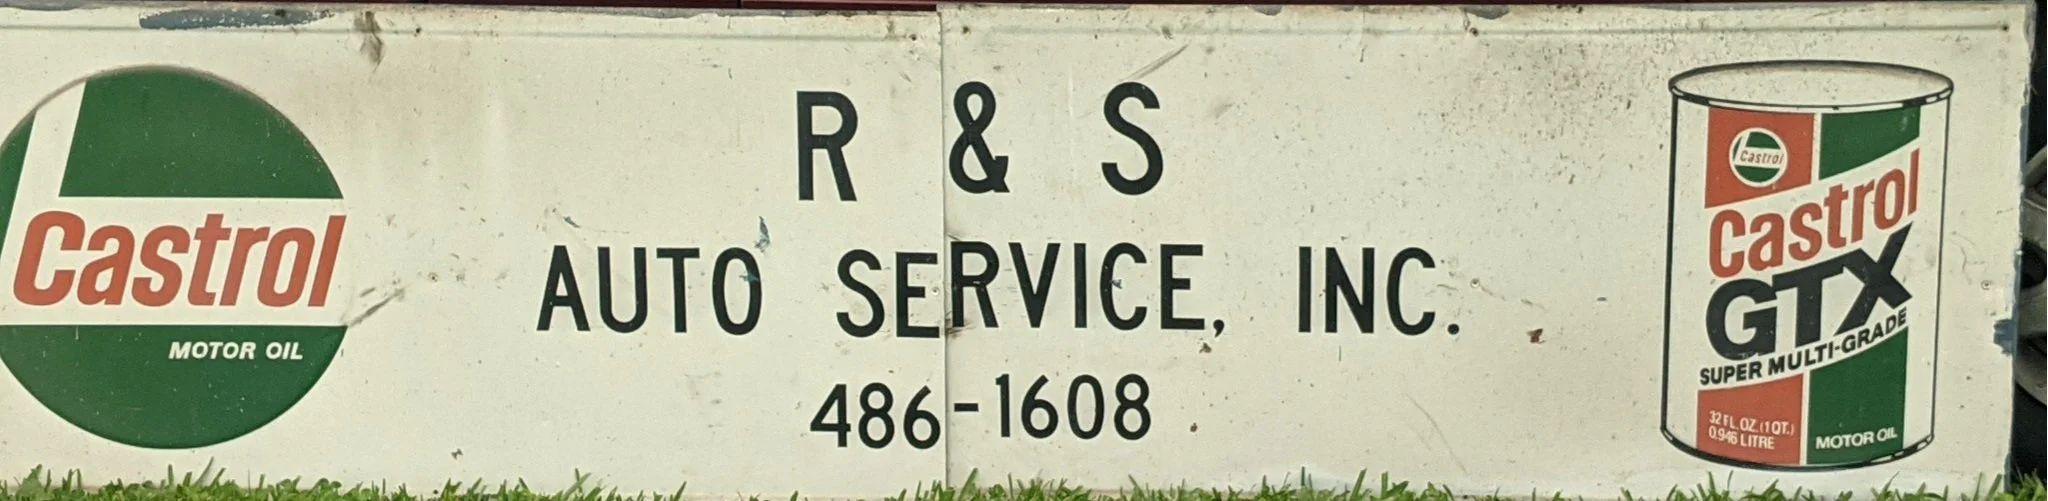 Castrol
MOTOR OIL
R & S
AUTO SERVICE, INC.
486-1608
Castrol
Castrol
GTX
SUPER MULTI-GRADE
32 FL. OZ. (1 QT.)
0.946 LITRE
MOTOR OIL